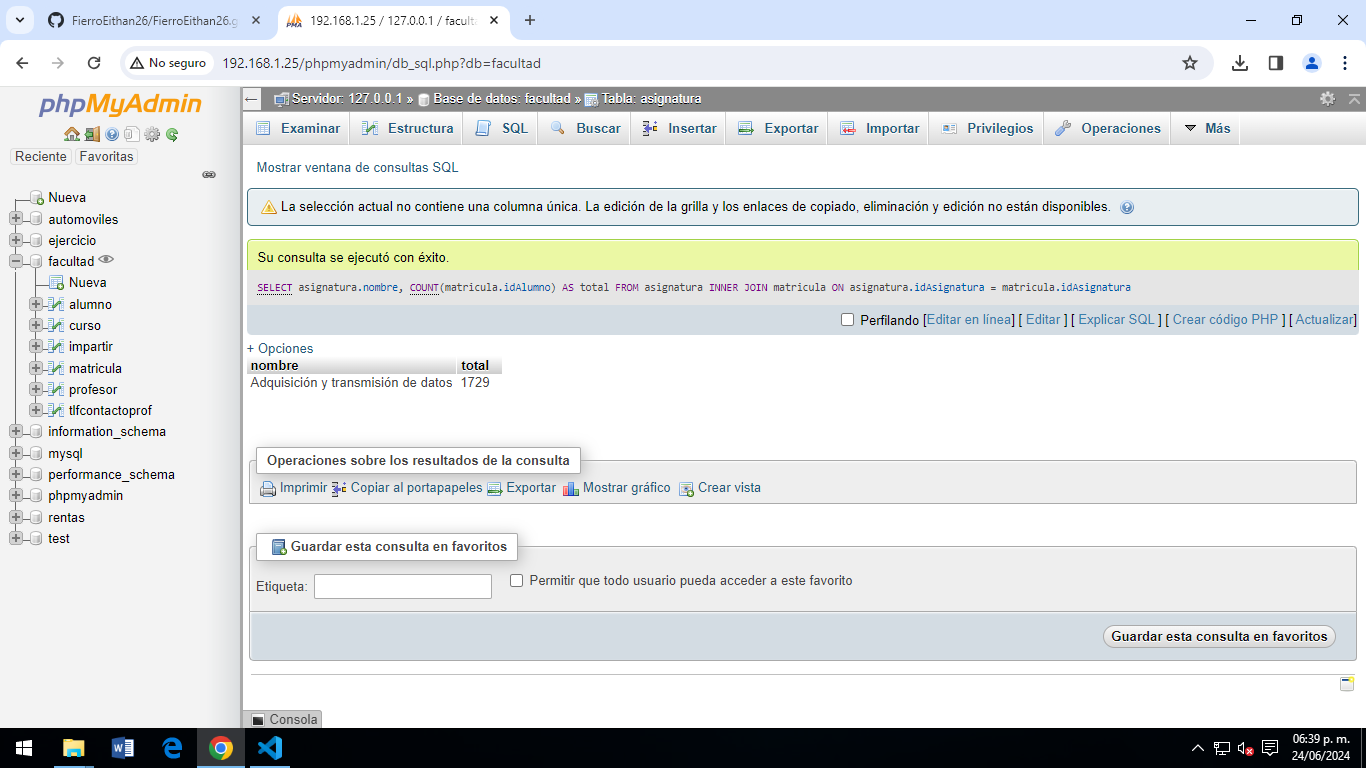 FierroEithan26/FierroEithan26.g
192.168.1.25 / 127.0.0.1 / faculta
No seguro
192.168.1.25/phpmyadmin/db_sql.php?db=facultad
phpMyAdmin
Reciente
Favoritas
Nueva
automoviles
ejercicio
facultad
Nueva
alumno
curso
impartir
matricula
profesor
tlfcontactoprof
information_schema
mysql
performance_schema
phpmyadmin
rentas
test
Servidor: 127.0.0.1 » Base de datos: facultad » Tabla: asignatura
Examinar
Estructura
SQL
Buscar
Insertar
Exportar
Importar
Privilegios
Operaciones
Más
Mostrar ventana de consultas SQL
La selección actual no contiene una columna única. La edición de la grilla y los enlaces de copiado, eliminación y edición no están disponibles.
Su consulta se ejecutó con éxito.
SELECT asignatura.nombre, COUNT(matricula.idAlumno) AS total FROM asignatura INNER JOIN matricula ON asignatura.idAsignatura = matricula.idAsignatura
Perfilando [Editar en línea] [ Editar ] [ Explicar SQL ] [ Crear código PHP ] [ Actualizar]
+ Opciones
nombre total
Adquisición y transmisión de datos 1729
Operaciones sobre los resultados de la consulta
Imprimir Copiar al portapapeles Exportar Mostrar gráfico Crear vista
Guardar esta consulta en favoritos
Etiqueta:
Permitir que todo usuario pueda acceder a este favorito
Guardar esta consulta en favoritos
Consola
06:39 p. m.
24/06/2024